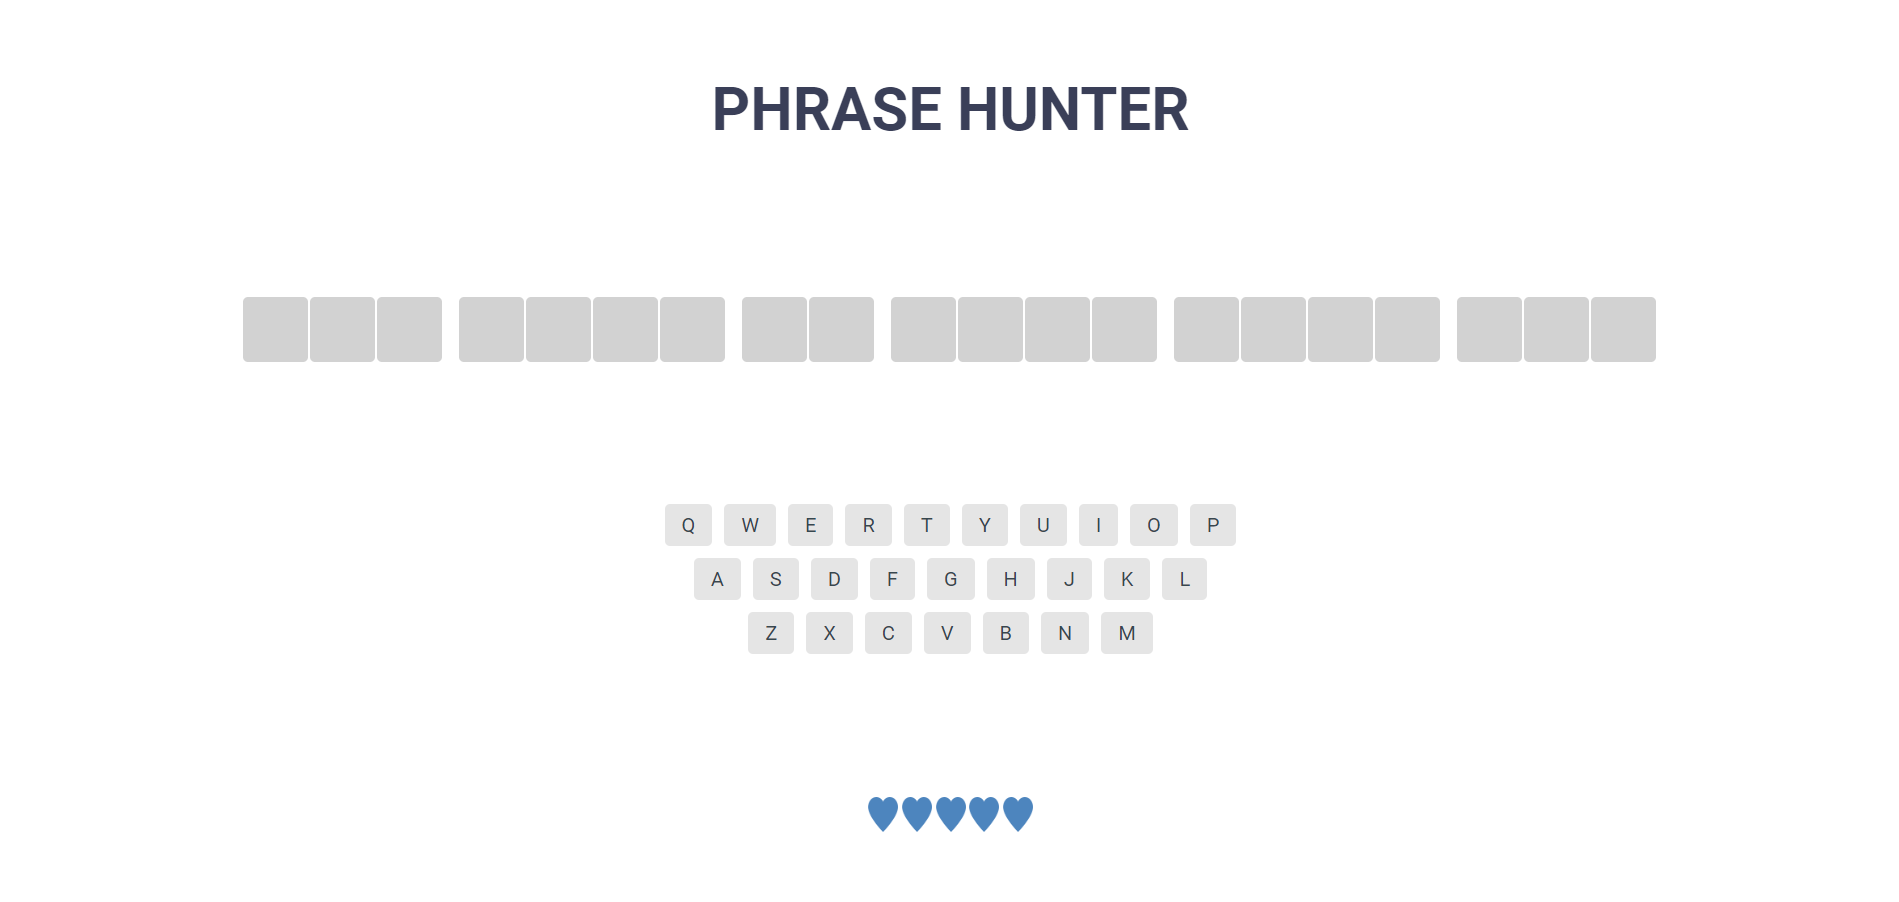 PHRASE HUNTER
Q W E R T Y U I O P
A S D F G H J K L
Z X C V B N M